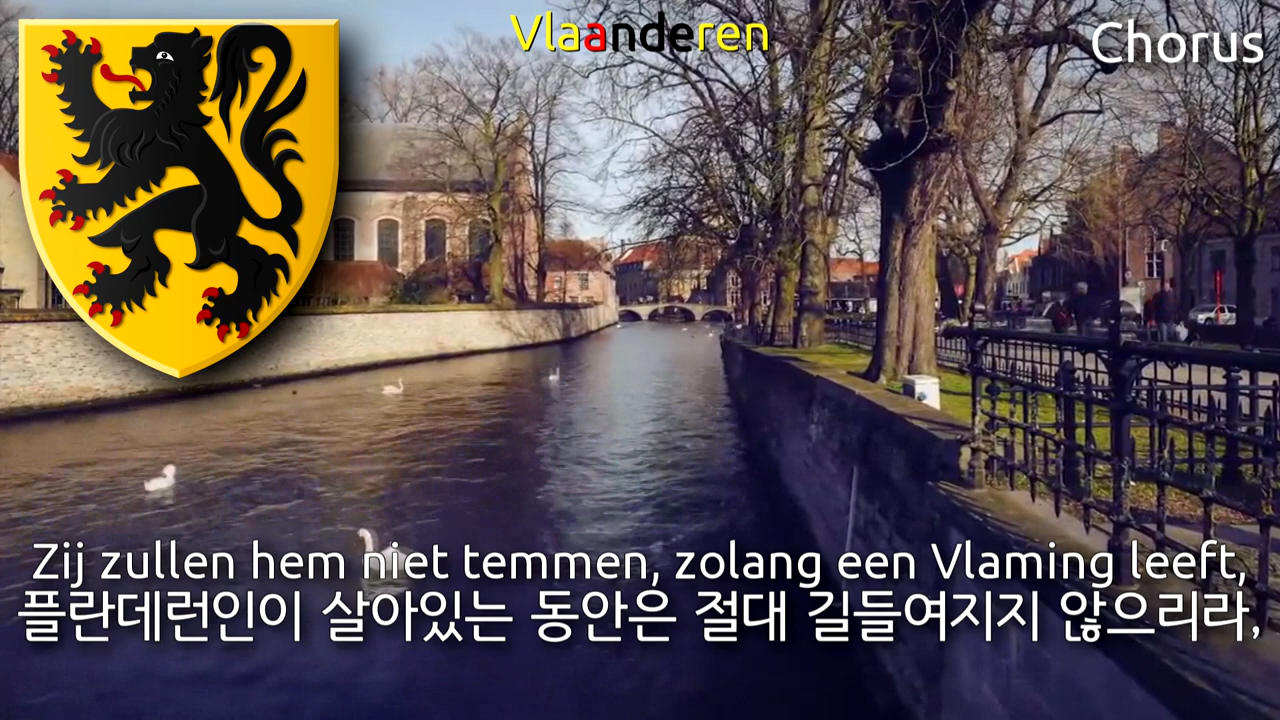 Vlaanderen
Chorus
Zij zullen hem niet temmen, zolang een Vlaming leeft,
플란데런인이 살아있는 동안은 절대 길들여지지 않으리라,